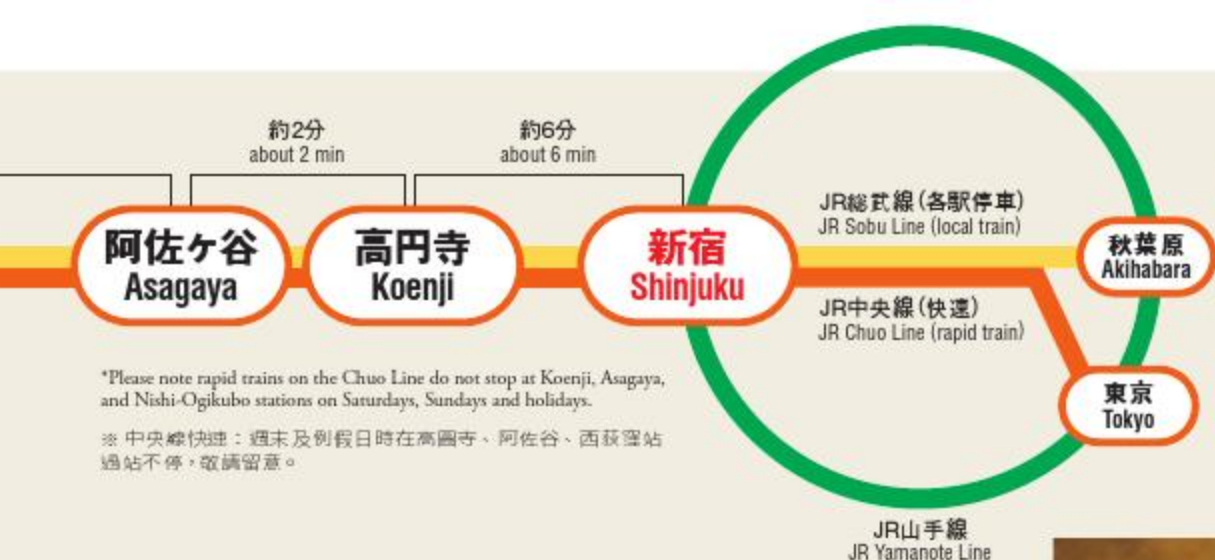 約2分
about 2 min
約6分
about 6 min
阿佐ヶ谷
Asagaya
高円寺
Koenji
新宿
Shinjuku
JR総武線(各駅停車)
JR Sobu Line (local train)
JR中央線(快速)
JR Chuo Line (rapid train)
秋葉原
Akihabara
東京
Tokyo
*Please note rapid trains on the Chuo Line do not stop at Koenji, Asagaya,
and Nishi-Ogikubo stations on Saturdays, Sundays and holidays.
※ 中央線快速：週末及例假日時在高圓寺、阿佐谷、西荻窪站
過站不停，敬請留意。
JR山手線
JR Yamanote Line